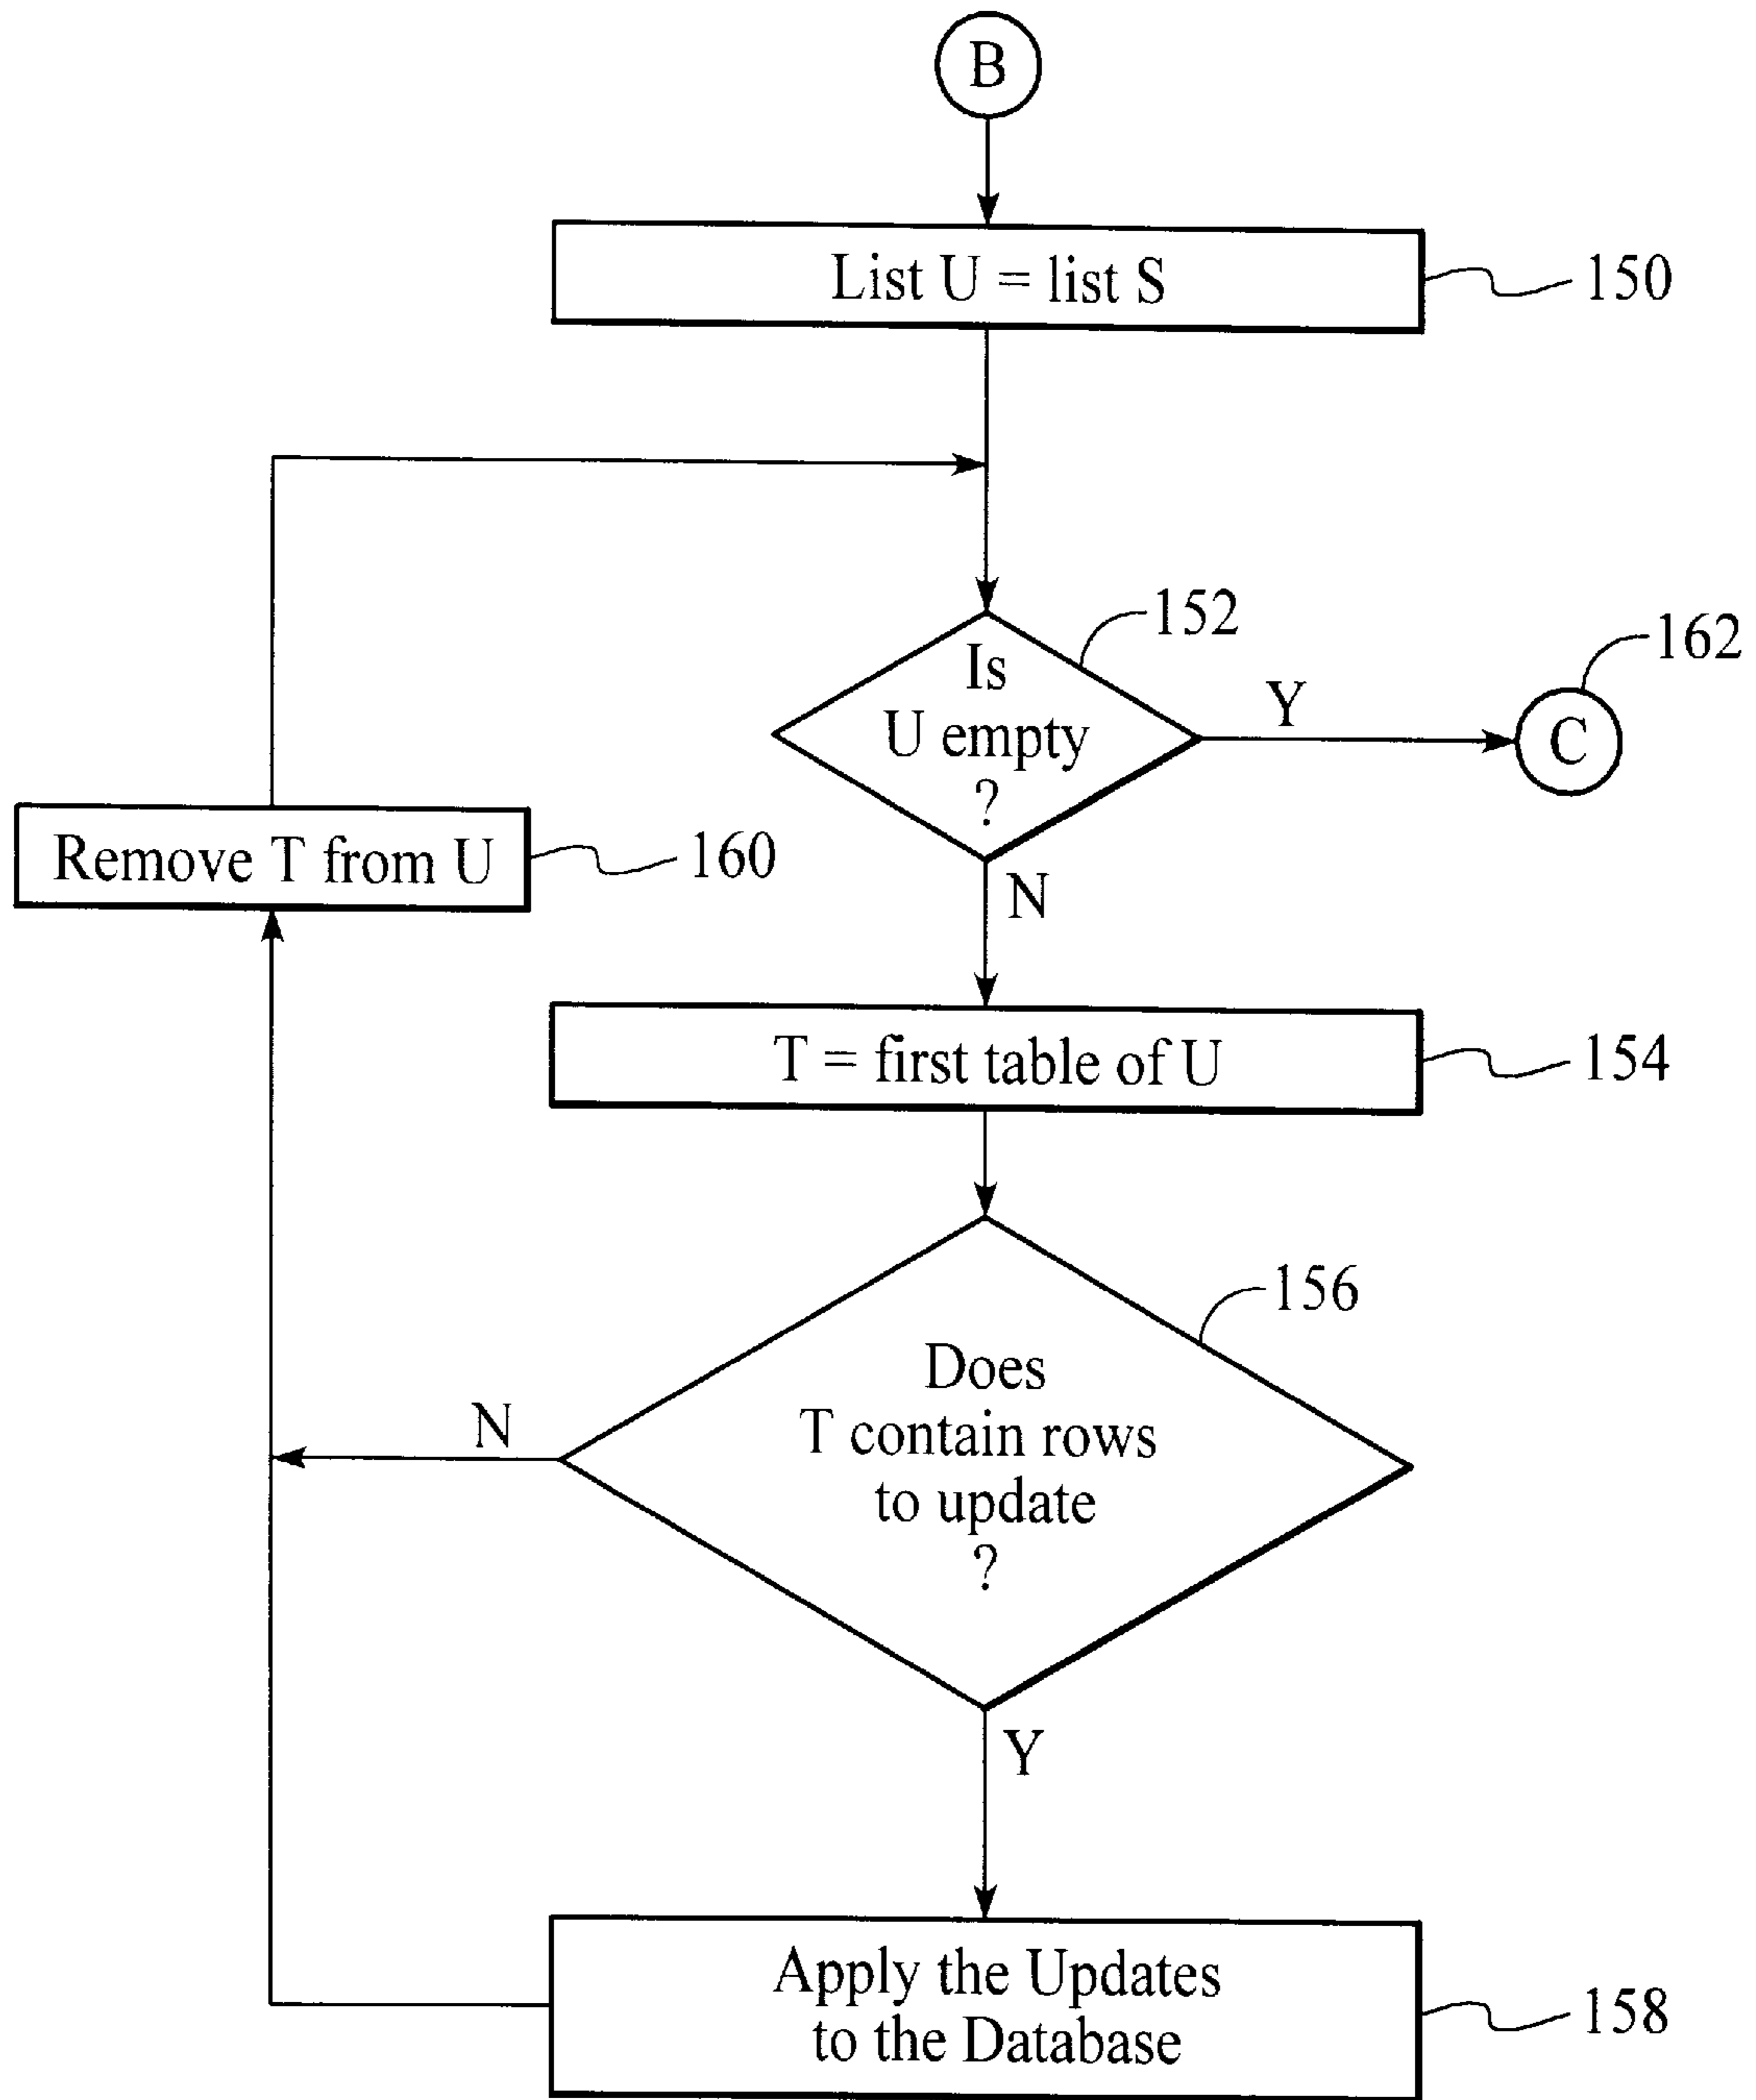 B
List U = list S
150
152
Is
U empty
?
Y
162
C
Remove T from U
160
N
T = first table of U
154
156
Does
T contain rows
to update
?
N
Y
Apply the Updates
to the Database
158